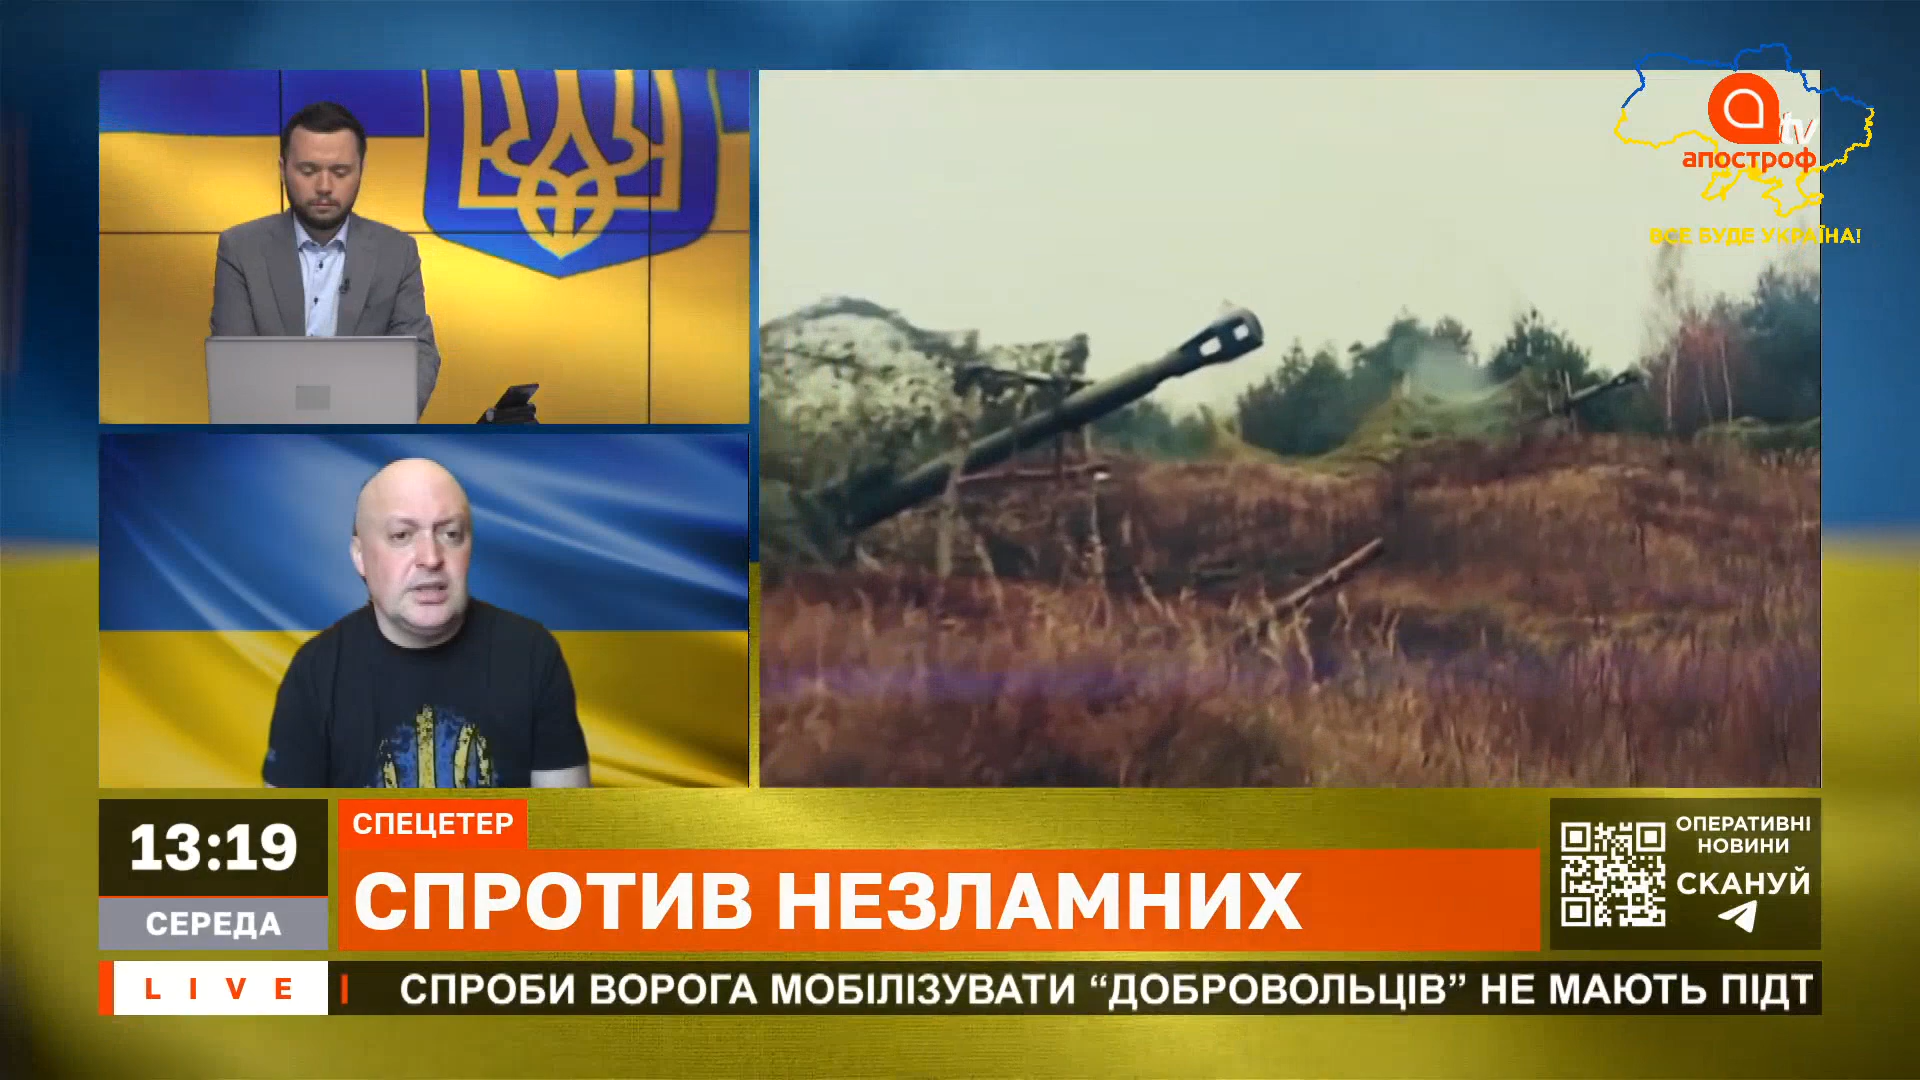 tv
апостроф
ВСЕ БУДЕ УКРАЇНА!
13:19
СЕРЕДА
СПЕЦЕТЕР
СПРОТИВ НЕЗЛАМНИХ
ОПЕРАТИВНІ
НОВИНИ
СКАНУЙ
LIVE
СПРОБИ ВОРОГА МОБІЛІЗУВАТИ “ДОБРОВОЛЬЦІВ” НЕ МАЮТЬ ПІДТ